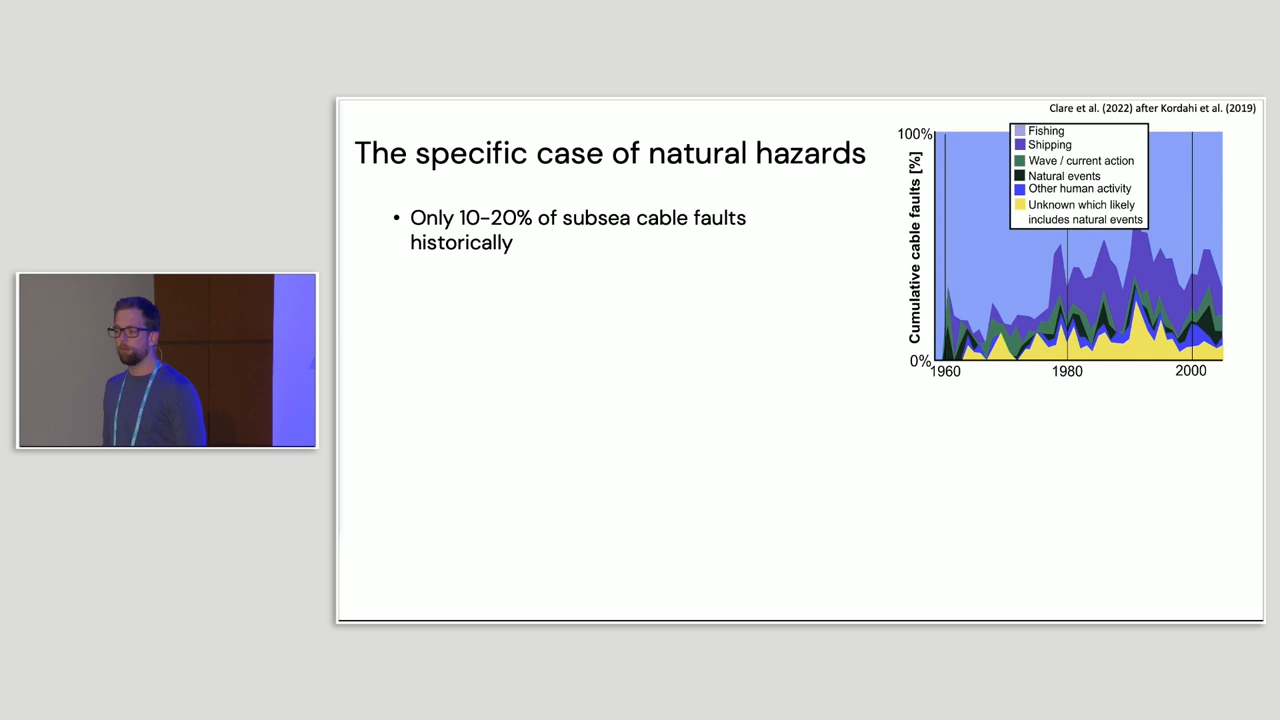 Clare et al. (2022) after Kordahi et al. (2019)
The specific case of natural hazards
• Only 10-20% of subsea cable faults
historically
Cumulative cable faults [%]
100%
0%
1960
1980
2000
Fishing
Shipping
Wave / current action
Natural events
Other human activity
Unknown which likely
includes natural events